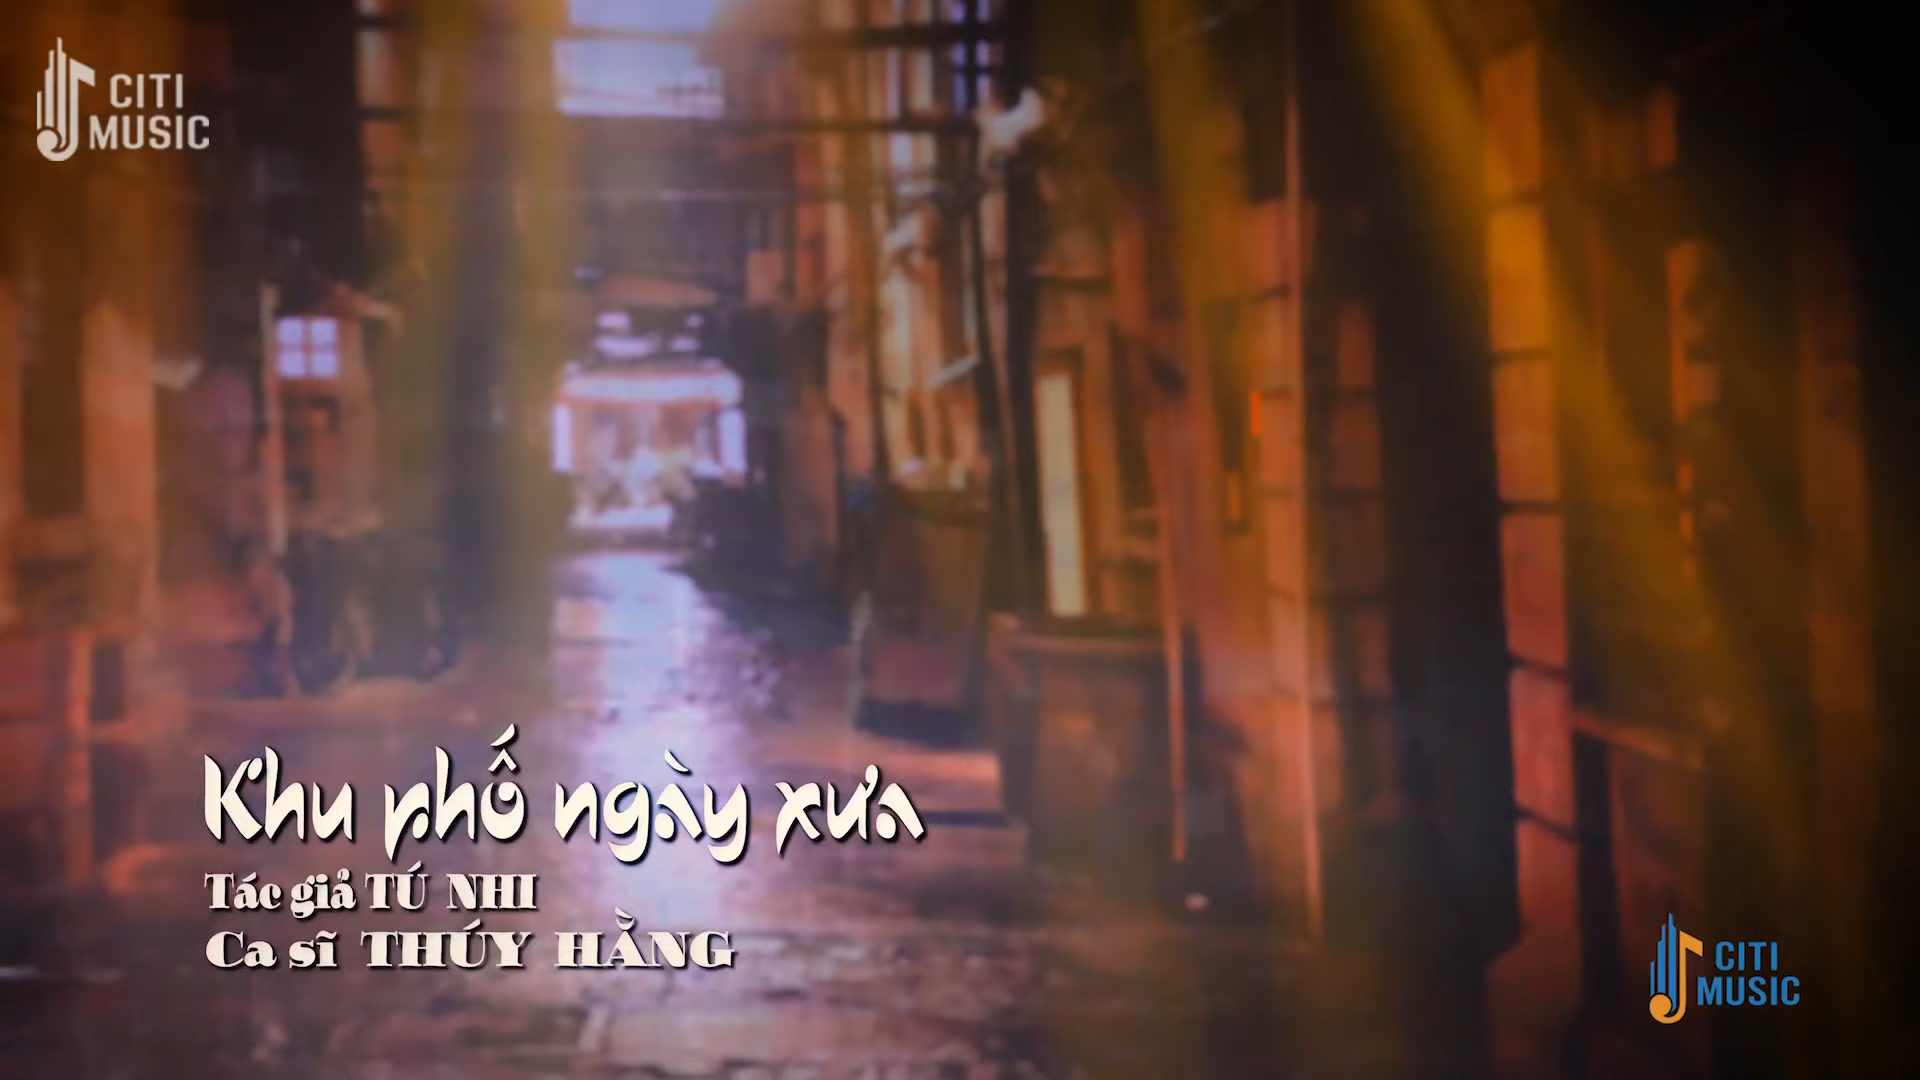 CITI
MUSIC
Khu phố ngày xưa
Tác giả TÚ NHI
Ca sĩ THÚY HẰNG
CITI
MUSIC